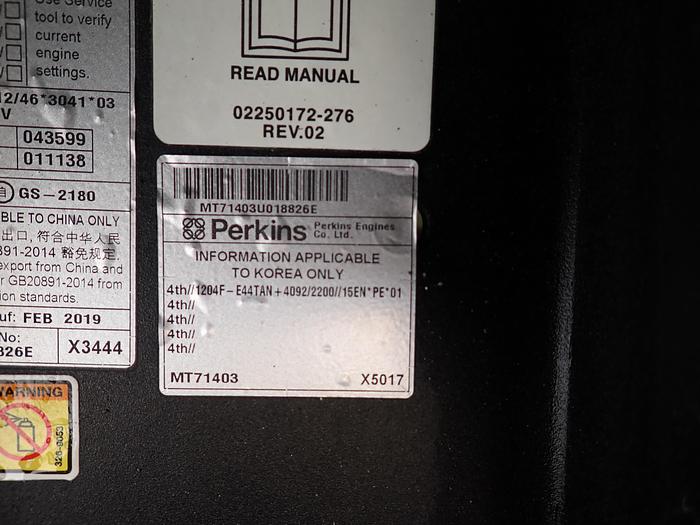 Use Service
tool to verify
current
engine
settings.
12/46*3041*03
V
043599
011138
GS-2180
BLE TO CHINA ONLY
出口, 符合中华人民
891-2014 豁免规定.
export from China and
r GB20891-2014 from
ion standards.
uf: FEB 2019
No:
826E
X3444
WARNING
326-9053
READ MANUAL
02250172-276
REV.02
MT71403U018826E
Perkins Perkins Engines
Co. Ltd.
INFORMATION APPLICABLE
TO KOREA ONLY
4th//1204F-E44TAN+4092/2200//15EN*PE*01
4th//
4th//
4th//
4th//
MT71403 X5017